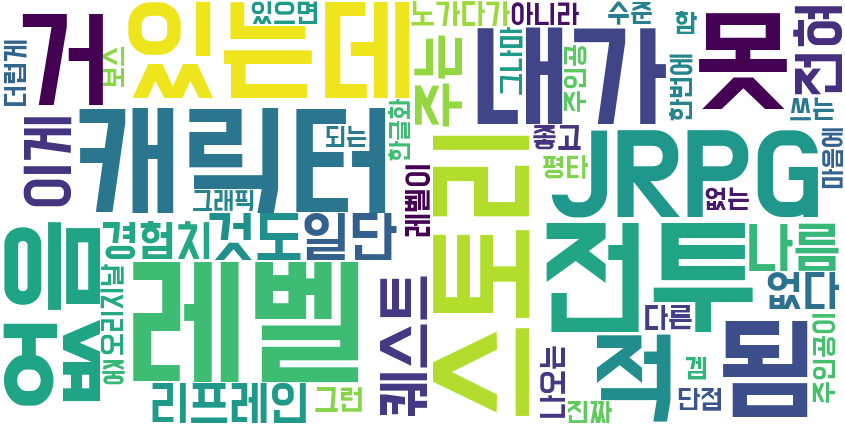 있으면
노가다가
아니라
수준
함
더럽게
거
보스
있는데
주는
그나마
내가
주인공
한번에
못
전혀
쓰는
이게
캐릭터
되는
한글화
좋고
평타
JRPG
마음에
그래픽
레벨이
없는
스토리
없음
경험치
것도
일단
전투
나름
오리지날
레벨
퀘스트
없다
다른
적
됨
주인공이
리프레인
그런
나오는
진짜
겜
단점